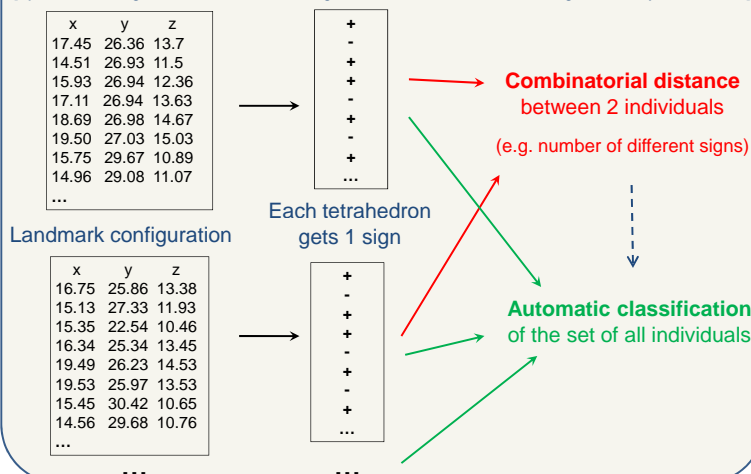 x y z
17.45 26.36 13.7
14.51 26.93 11.5
15.93 26.94 12.36
17.11 26.94 13.63
18.69 26.98 14.67
19.50 27.03 15.03
15.75 29.67 10.89
14.96 29.08 11.07
...
+
-
+
+
-
+
-
+
...
Combinatorial distance
between 2 individuals
(e.g. number of different signs)
Landmark configuration
Each tetrahedron
gets 1 sign
x y z
16.75 25.86 13.38
15.13 27.33 11.93
15.35 22.54 10.46
16.34 25.34 13.45
19.49 26.23 14.53
19.53 25.97 13.53
15.45 30.42 10.65
14.56 29.68 10.76
...
+
-
+
+
-
+
-
+
...
Automatic classification
of the set of all individuals
... ...